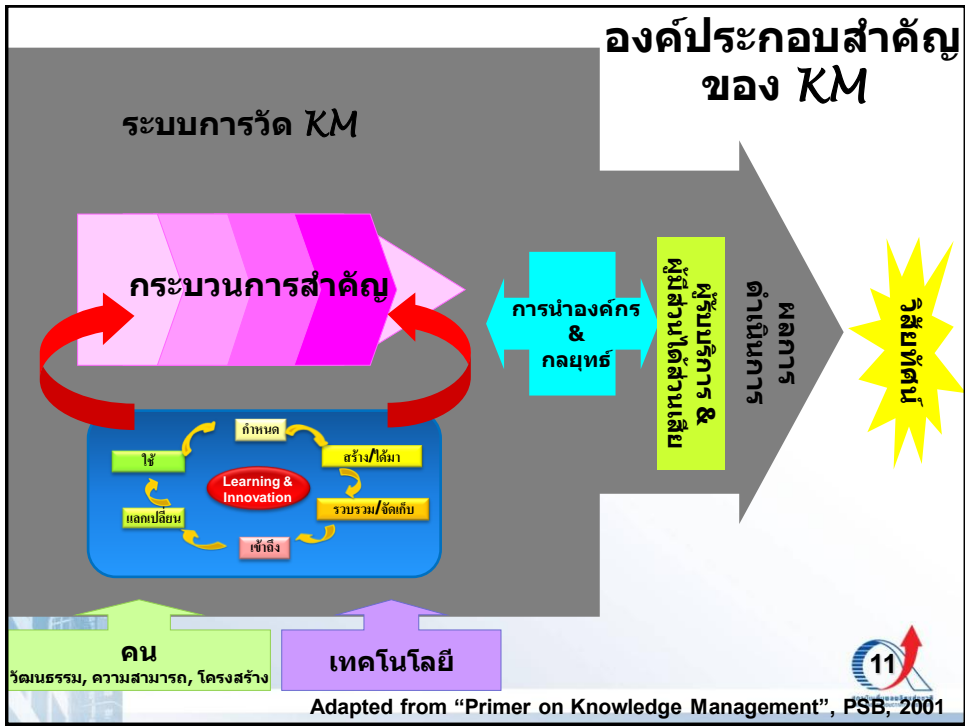 องค์ประกอบสำคัญ
ของ KM
ระบบการวัด KM
กระบวนการสำคัญ
การนำองค์กร
&
กลยุทธ์
ผู้รับบริการ &
ผู้มีส่วนได้ส่วนเสีย
ผลการ
ดำเนินการ
วิสัยทัศน์
กำหนด
สร้าง/ได้มา
รวบรวม/จัดเก็บ
เข้าถึง
แลกเปลี่ยน
ใช้
Learning &
Innovation
คน
วัฒนธรรม, ความสามารถ, โครงสร้าง
เทคโนโลยี
11
Adapted from “Primer on Knowledge Management”, PSB, 2001